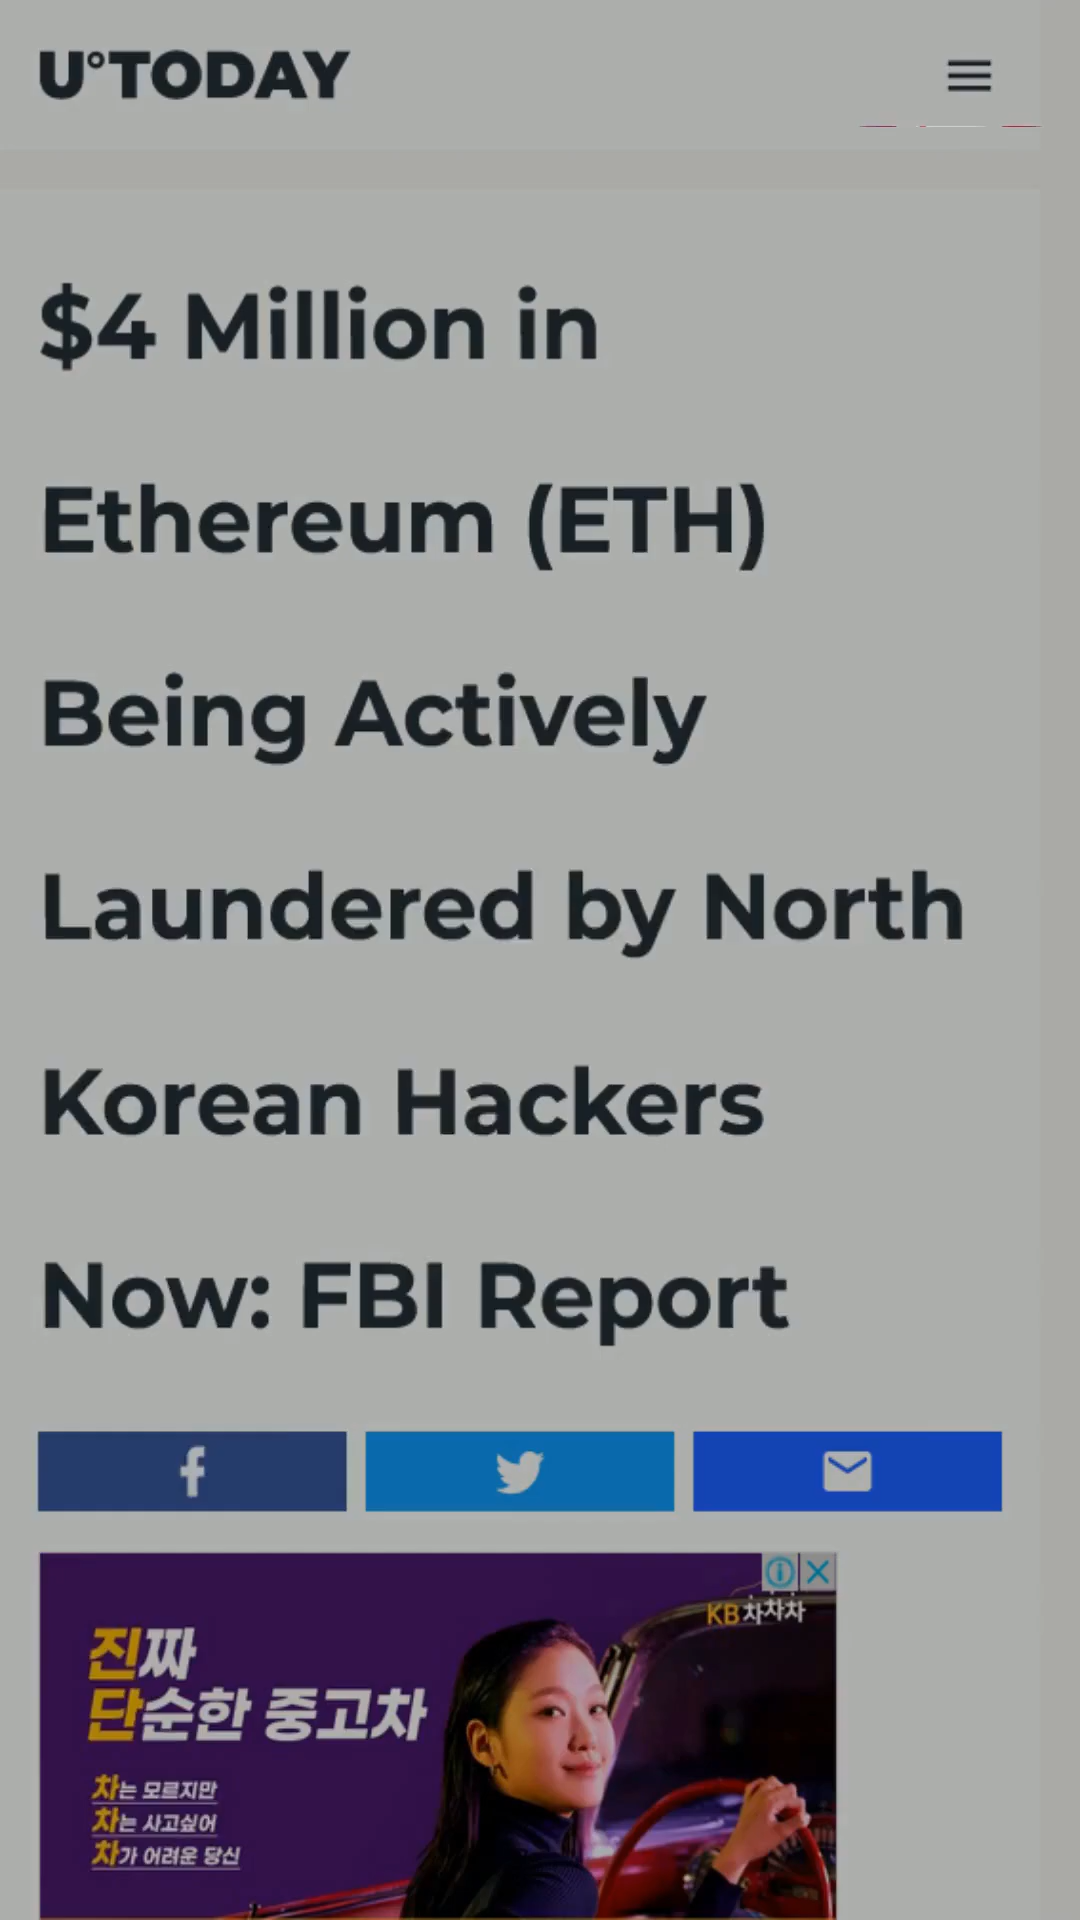 U°TODAY
$4 Million in
Ethereum (ETH)
Being Actively
Laundered by North
Korean Hackers
Now: FBI Report
KB차차차
진짜
단순한 중고차
차는 모르지만
차는 사고싶어
차가 어려운 당신